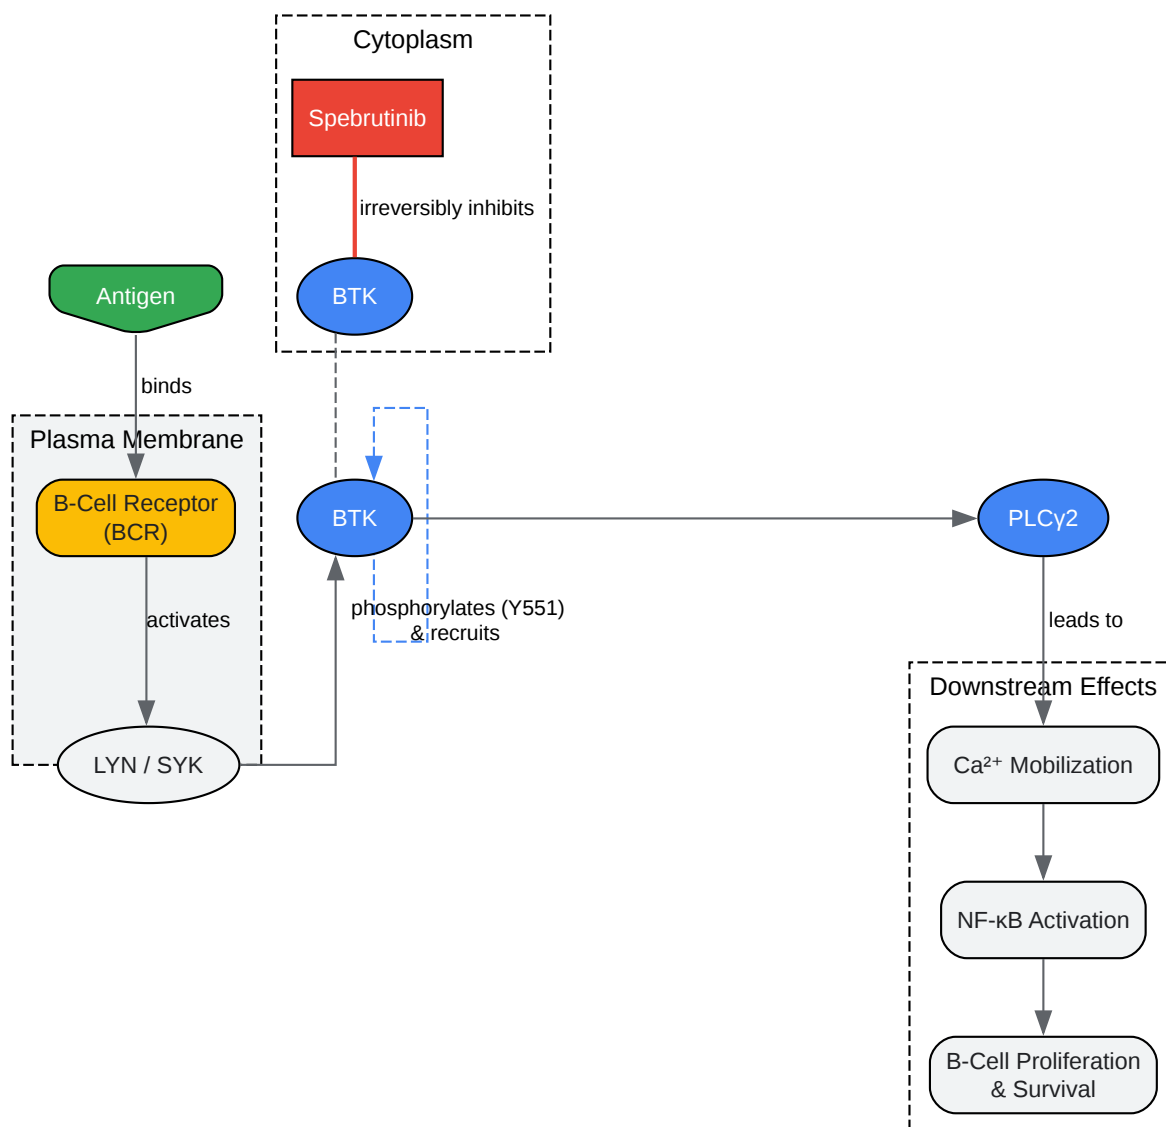 Cytoplasm
Spebrutinib
irreversibly inhibits
BTK
Antigen
binds
Plasma Membrane
B-Cell Receptor
(BCR)
activates
LYN / SYK
BTK
phosphorylates (Y551)
& recruits
PLCγ2
leads to
Downstream Effects
Ca²⁺ Mobilization
NF-κB Activation
B-Cell Proliferation
& Survival